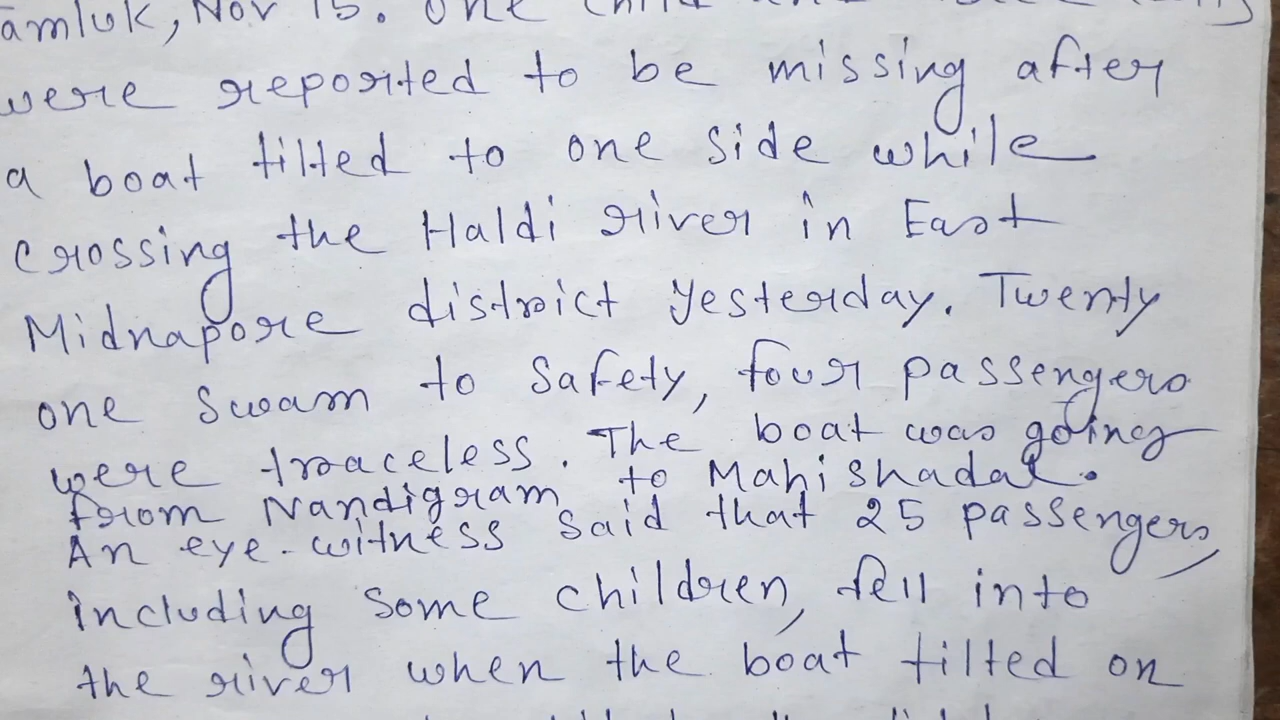 amluk, Nov 15. One child and
were reported to be missing after
a boat tilted to one side while
crossing the Haldi river in East
Midnapore district yesterday. Twenty
one swam to safety, four passengers
were traceless. The boat was going
from Nandigram to Mahishadal.
An eye-witness said that 25 passengers,
including some children, fell into
the river when the boat tilted on